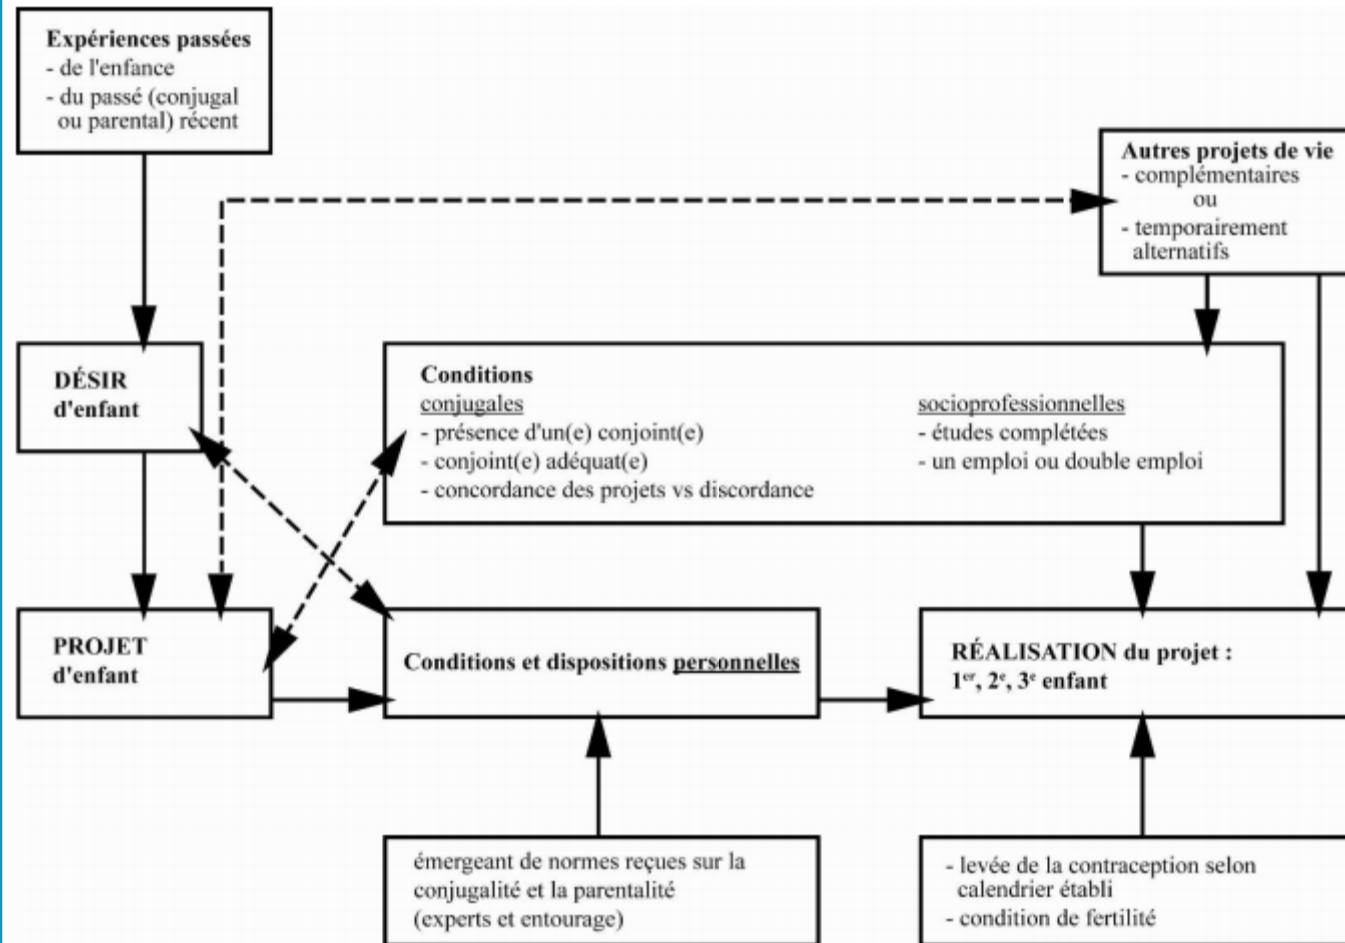 Expériences passées
- de l'enfance
- du passé (conjugal
ou parental) récent
Autres projets de vie
- complémentaires
ou
- temporairement
alternatifs
DÉSIR
d'enfant
Conditions
conjugales
- présence d'un(e) conjoint(e)
- conjoint(e) adéquat(e)
- concordance des projets vs discordance
socioprofessionnelles
- études complétées
- un emploi ou double emploi
PROJET
d'enfant
Conditions et dispositions personnelles
RÉALISATION du projet :
1er, 2e, 3e enfant
émergeant de normes reçues sur la
conjugalité et la parentalité
(experts et entourage)
- levée de la contraception selon
calendrier établi
- condition de fertilité